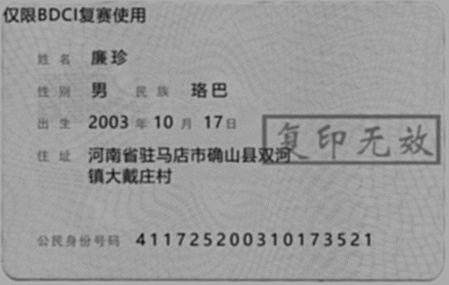 仅限BDCI复赛使用
姓名 廉珍
性别 男 民族 珞巴
出生 2003 年 10 月 17 日
住址 河南省驻马店市确山县双河
镇大戴庄村
复印无效
公民身份号码 411725200310173521